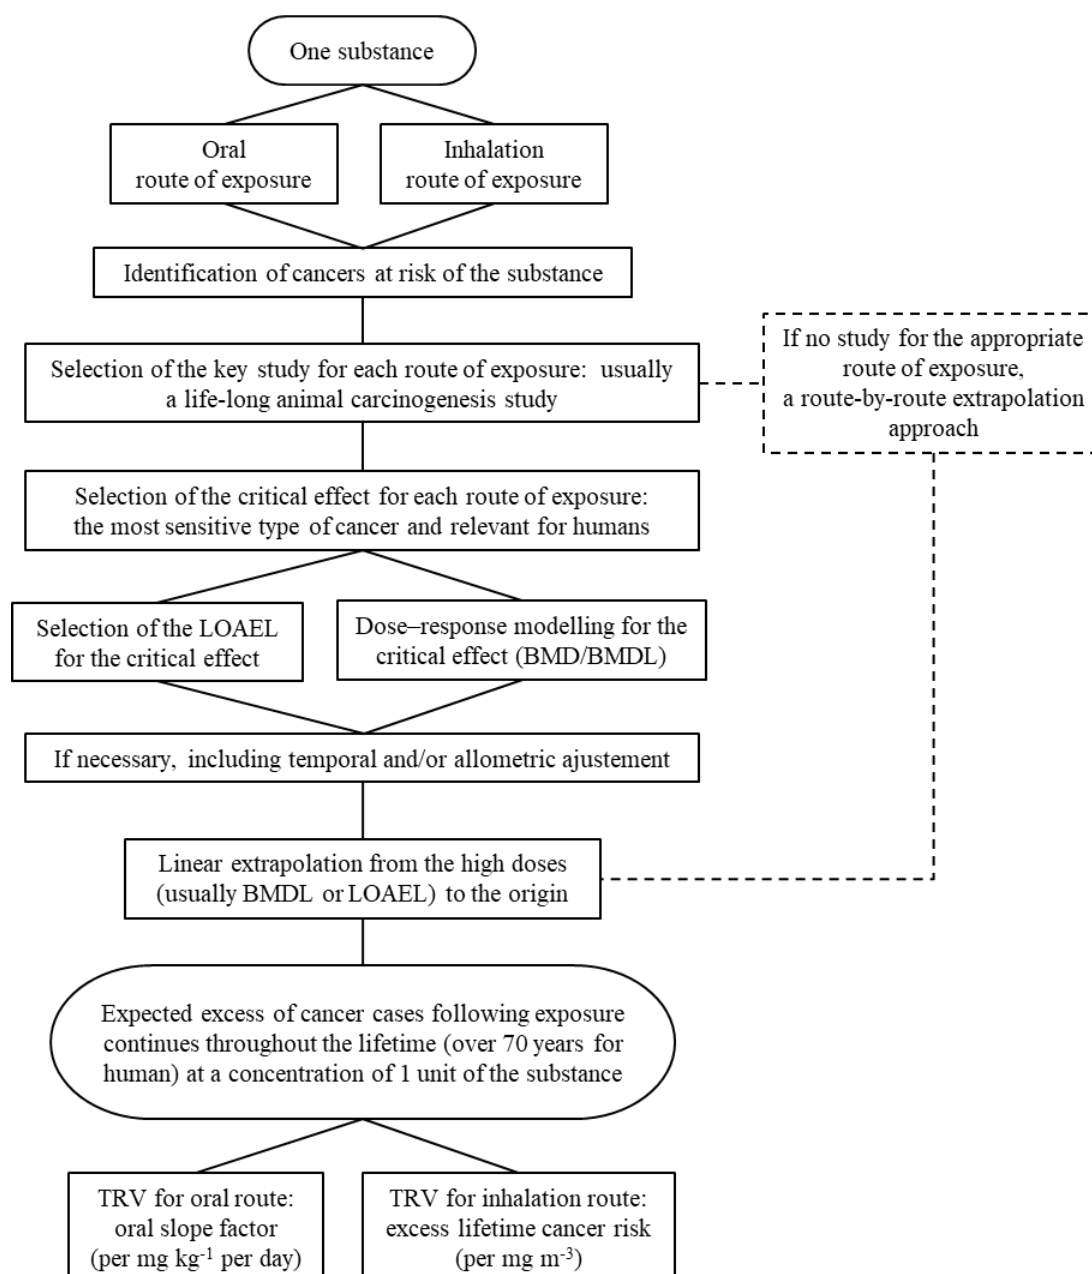 One substance
Oral
route of exposure
Inhalation
route of exposure
Identification of cancers at risk of the substance
Selection of the key study for each route of exposure: usually
a life-long animal carcinogenesis study
If no study for the appropriate
route of exposure,
a route-by-route extrapolation
approach
Selection of the critical effect for each route of exposure:
the most sensitive type of cancer and relevant for humans
Selection of the LOAEL
for the critical effect
Dose–response modelling for the
critical effect (BMD/BMDL)
If necessary, including temporal and/or allometric ajustement
Linear extrapolation from the high doses
(usually BMDL or LOAEL) to the origin
Expected excess of cancer cases following exposure
continues throughout the lifetime (over 70 years for
human) at a concentration of 1 unit of the substance
TRV for oral route:
oral slope factor
(per mg kg⁻¹ per day)
TRV for inhalation route:
excess lifetime cancer risk
(per mg m⁻³)